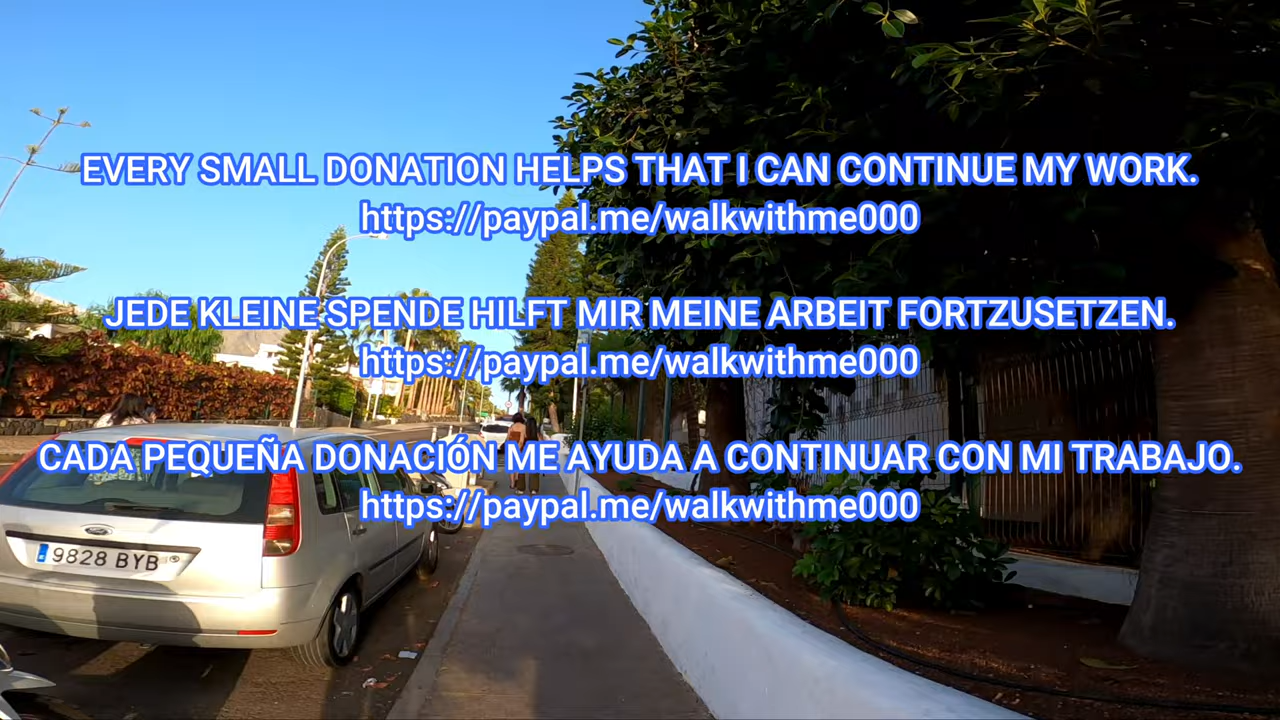 EVERY SMALL DONATION HELPS THAT I CAN CONTINUE MY WORK.
https://paypal.me/walkwithme000
JEDE KLEINE SPENDE HILFT MIR MEINE ARBEIT FORTZUSETZEN.
https://paypal.me/walkwithme000
CADA PEQUEÑA DONACIÓN ME AYUDA A CONTINUAR CON MI TRABAJO.
https://paypal.me/walkwithme000
Ford
9828 BYB